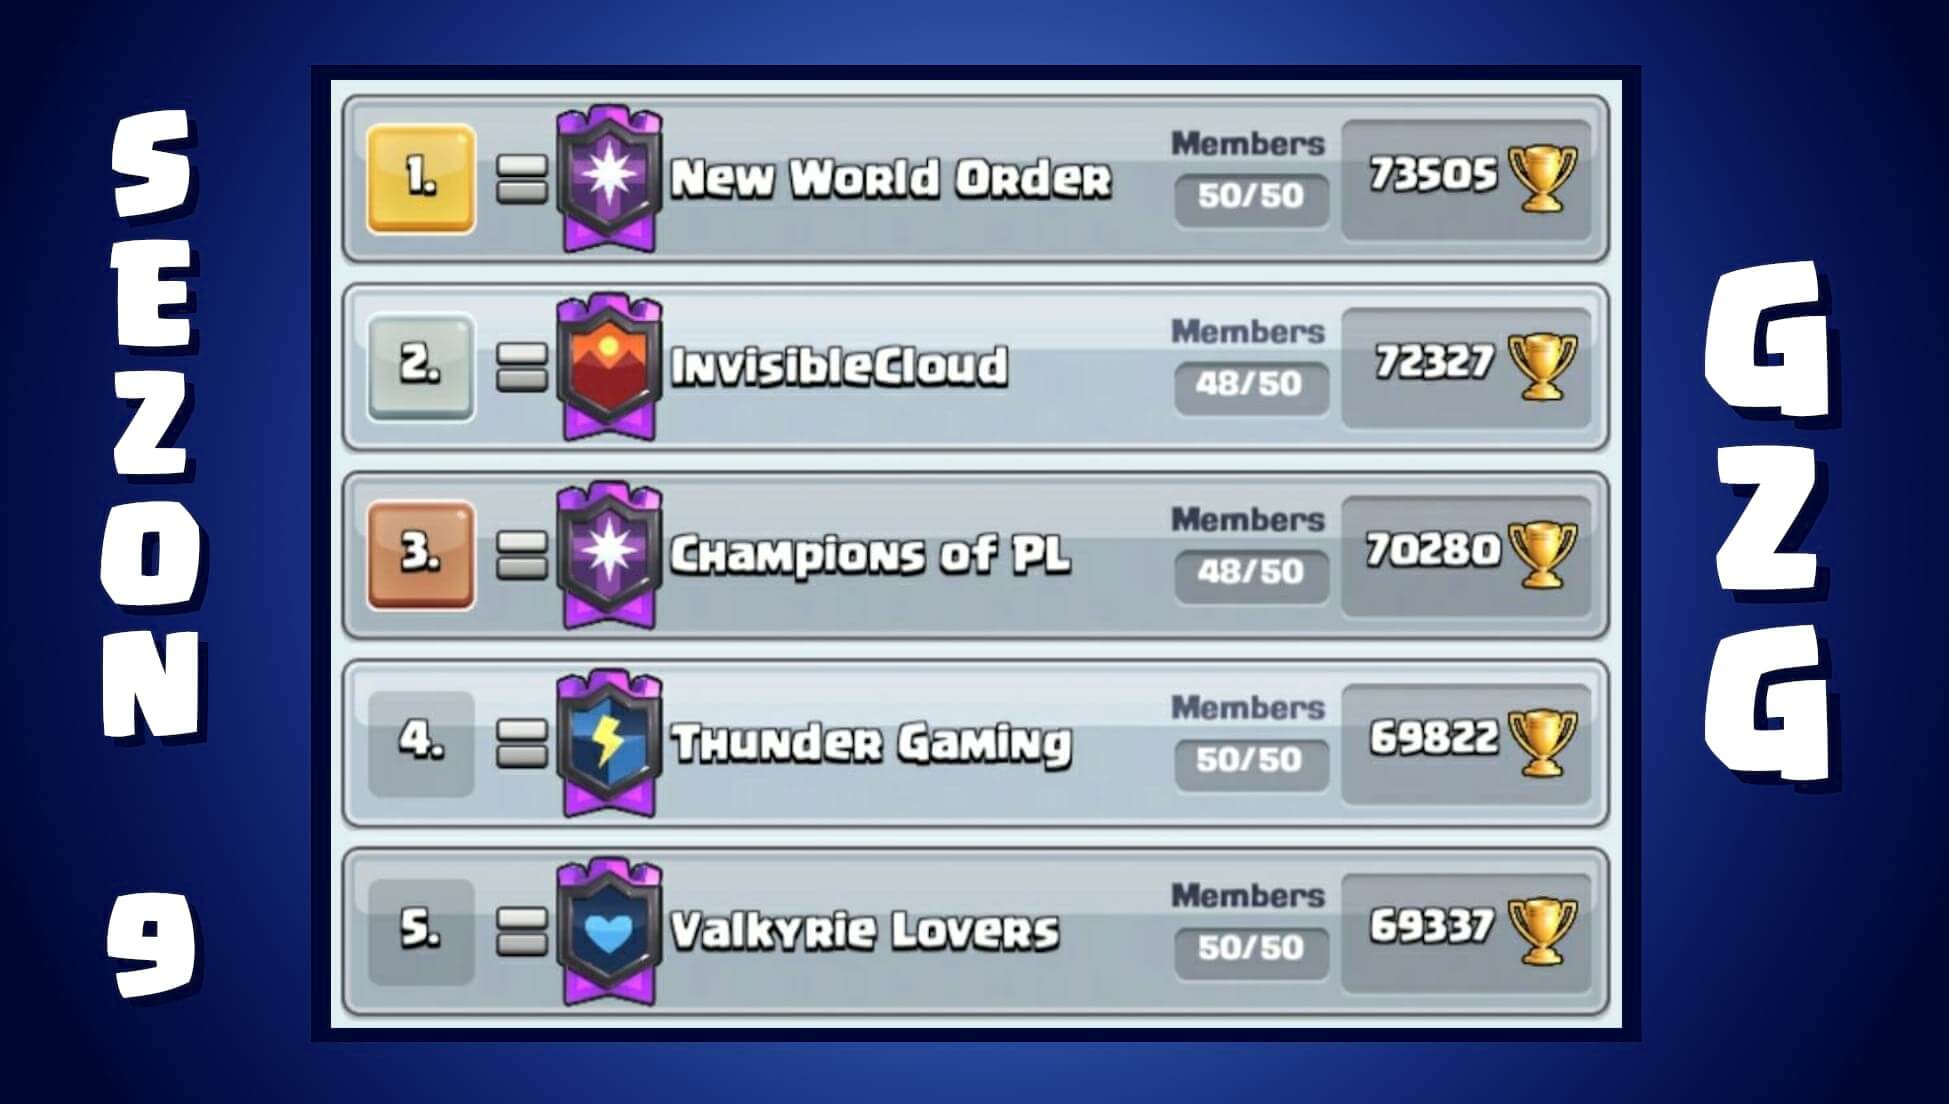 SEZON 9
1.
New World Order
Members
50/50
73505
2.
InvisibleCloud
Members
48/50
72327
3.
Champions of PL
Members
48/50
70280
4.
Thunder Gaming
Members
50/50
69822
5.
Valkyrie Lovers
Members
50/50
69337
GZG